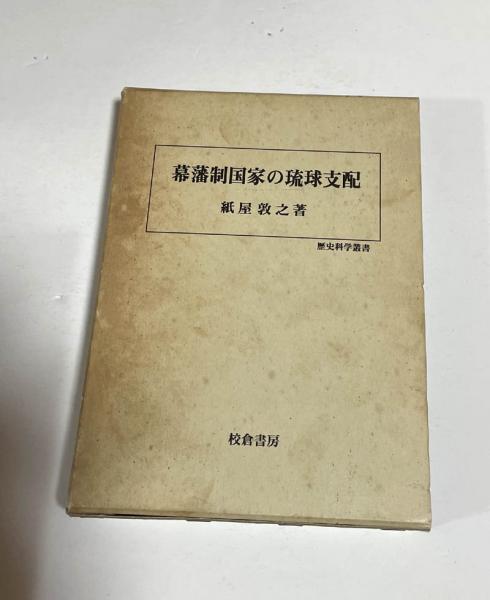 幕藩制国家の琉球支配
紙屋敦之著
歴史科学叢書
校倉書房